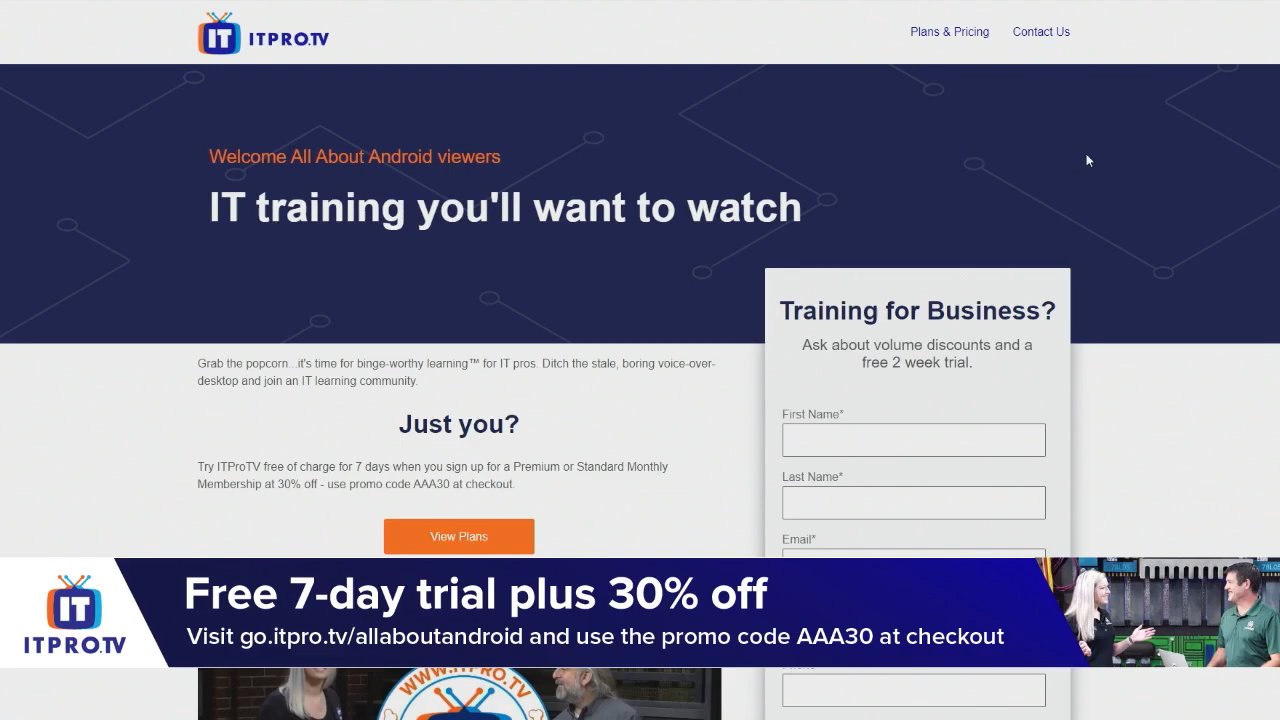 IT ITPRO.TV
Plans & Pricing
Contact Us
Welcome All About Android viewers
IT training you'll want to watch
Training for Business?
Ask about volume discounts and a
free 2 week trial.
Grab the popcorn...it's time for binge-worthy learning™ for IT pros. Ditch the stale, boring voice-over-
desktop and join an IT learning community.
Just you?
Try ITProTV free of charge for 7 days when you sign up for a Premium or Standard Monthly
Membership at 30% off - use promo code AAA30 at checkout.
View Plans
First Name*
Last Name*
Email*
IT
ITPRO.TV
Free 7-day trial plus 30% off
Visit go.itpro.tv/allaboutandroid and use the promo code AAA30 at checkout
WWW.ITPRO.TV